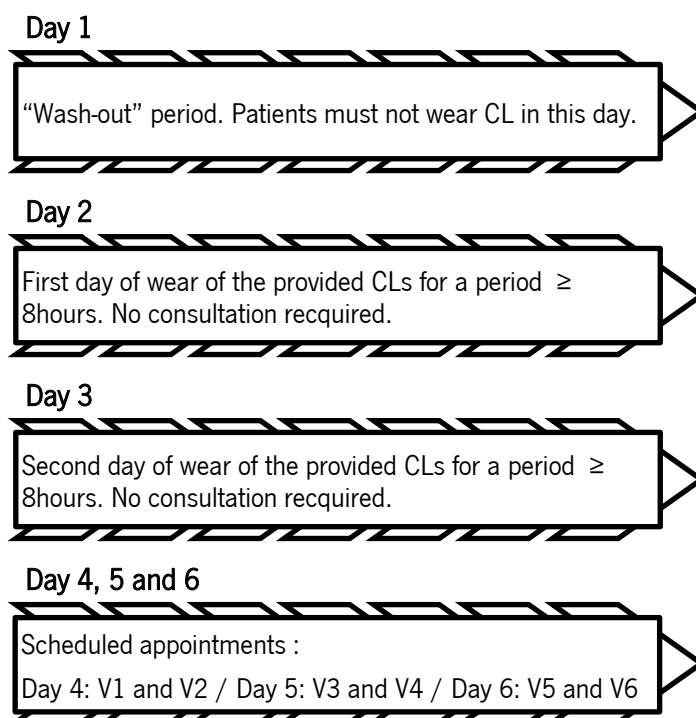 Day 1
“Wash-out” period. Patients must not wear CL in this day.
Day 2
First day of wear of the provided CLs for a period ≥
8hours. No consultation recquired.
Day 3
Second day of wear of the provided CLs for a period ≥
8hours. No consultation recquired.
Day 4, 5 and 6
Scheduled appointments :
Day 4: V1 and V2 / Day 5: V3 and V4 / Day 6: V5 and V6